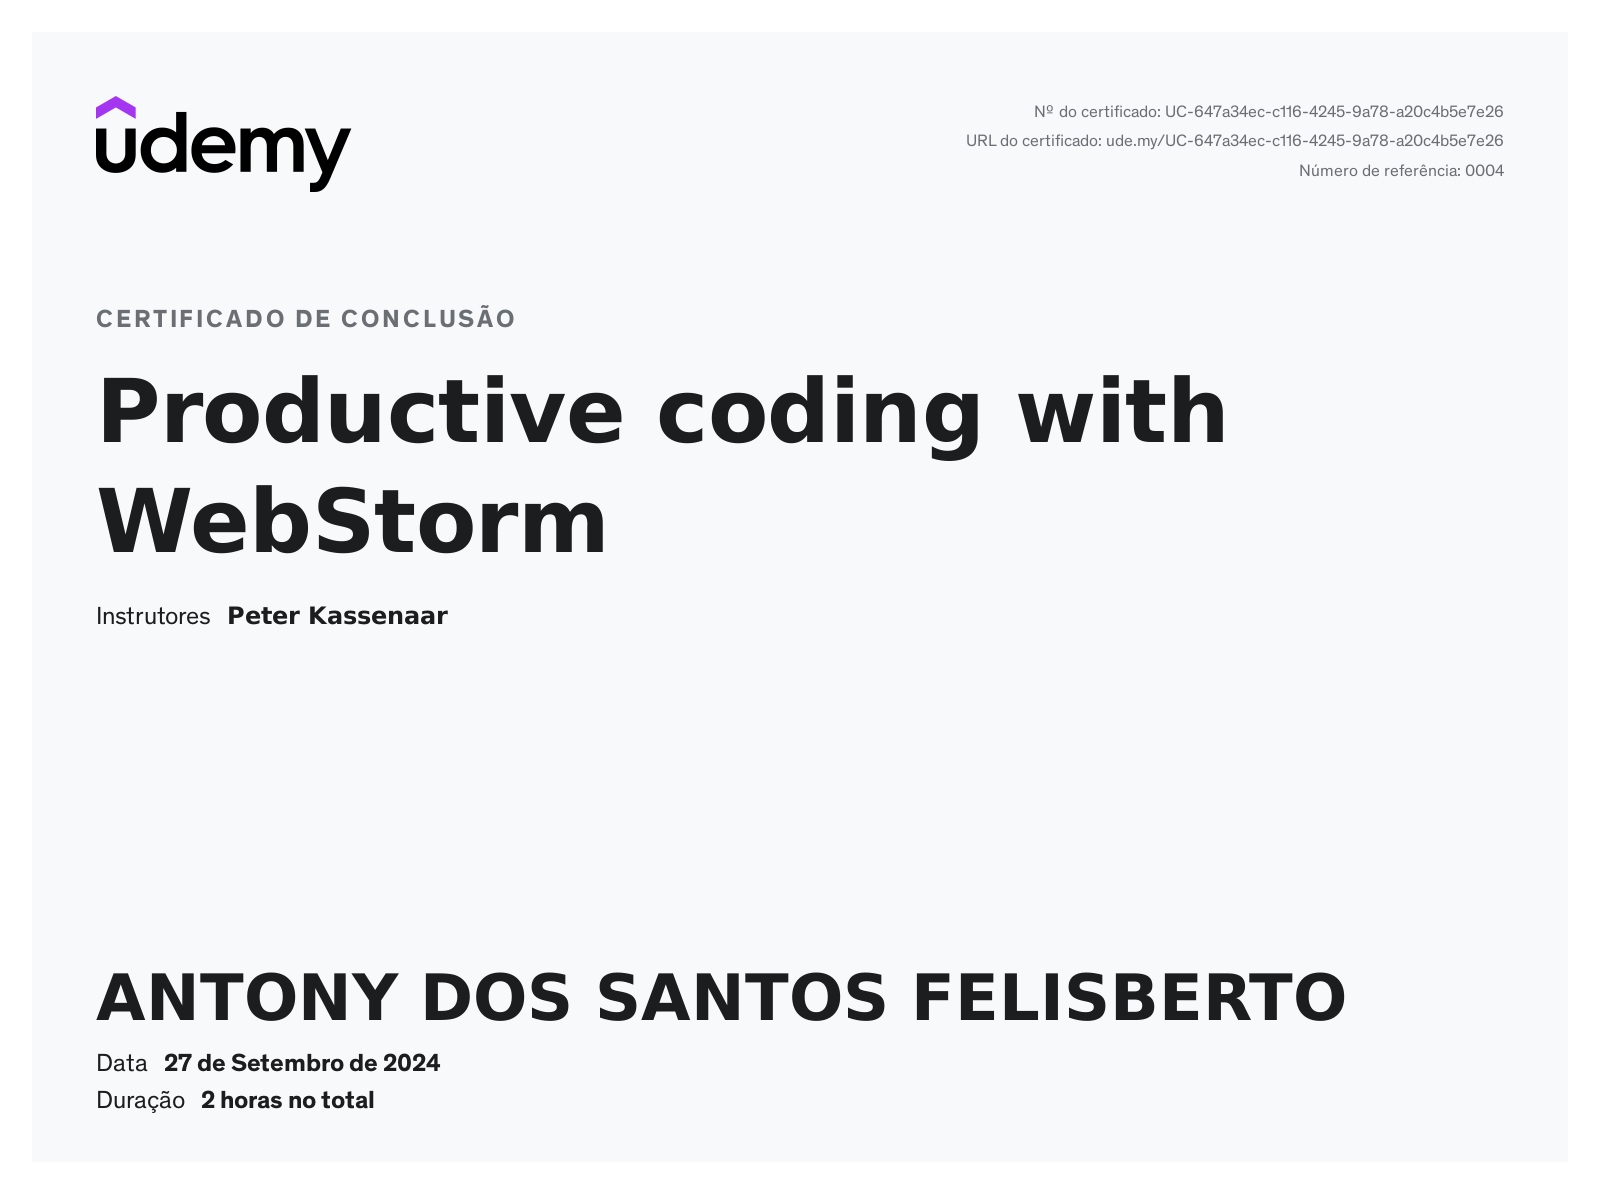 udemy
Nº do certificado: UC-647a34ec-c116-4245-9a78-a20c4b5e7e26
URL do certificado: ude.my/UC-647a34ec-c116-4245-9a78-a20c4b5e7e26
Número de referência: 0004
CERTIFICADO DE CONCLUSÃO
Productive coding with
WebStorm
Instrutores Peter Kassenaar
ANTONY DOS SANTOS FELISBERTO
Data 27 de Setembro de 2024
Duração 2 horas no total